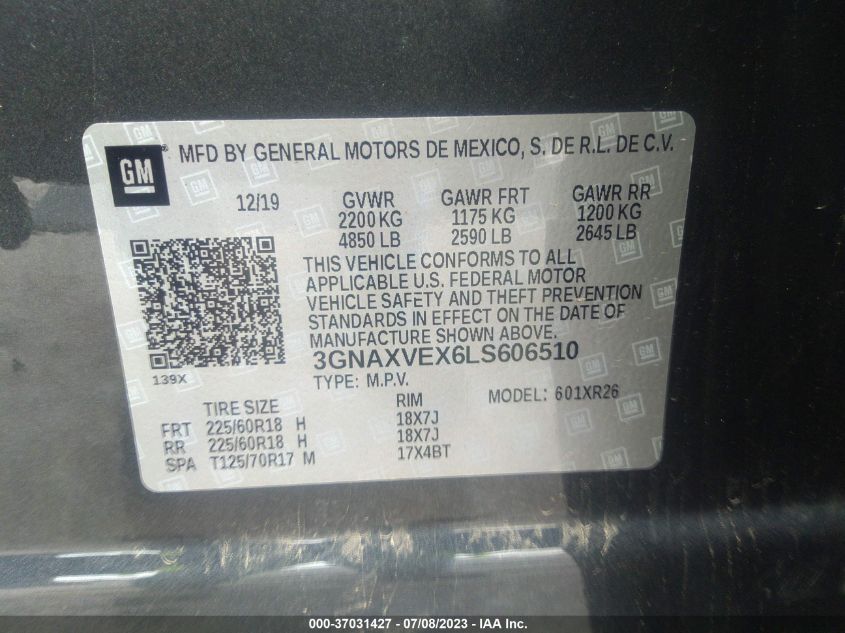 GM MFD BY GENERAL MOTORS DE MEXICO, S. DE R.L. DE C.V.
12/19 GVWR GAWR FRT GAWR RR
2200 KG 1175 KG 1200 KG
4850 LB 2590 LB 2645 LB
THIS VEHICLE CONFORMS TO ALL
APPLICABLE U.S. FEDERAL MOTOR
VEHICLE SAFETY AND THEFT PREVENTION
STANDARDS IN EFFECT ON THE DATE OF
MANUFACTURE SHOWN ABOVE.
3GNAXVEX6LS606510
139X
TYPE: M.P.V.
MODEL: 601XR26
TIRE SIZE RIM
FRT 225/60R18 H 18X7J
RR 225/60R18 H 18X7J
SPA T125/70R17 M 17X4BT
000-37031427 - 07/08/2023 - IAA Inc.